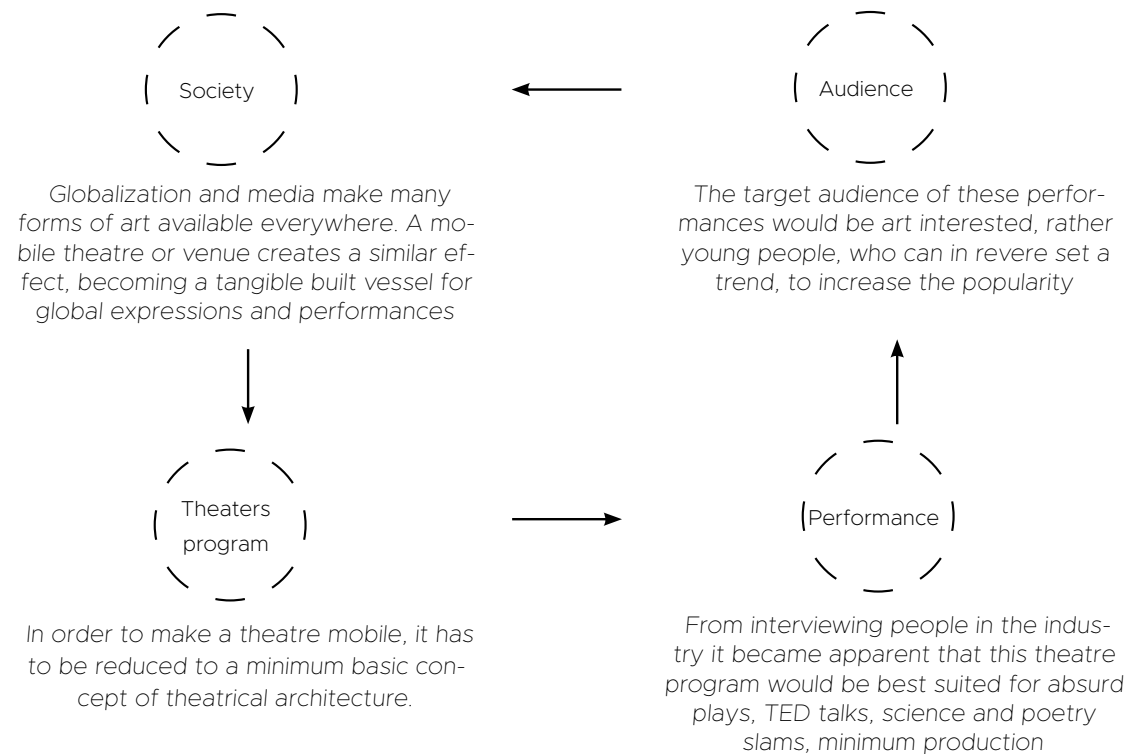 Society
Globalization and media make many
forms of art available everywhere. A mo-
bile theatre or venue creates a similar ef-
fect, becoming a tangible built vessel for
global expressions and performances
Audience
The target audience of these perfor-
mances would be art interested, rather
young people, who can in revere set a
trend, to increase the popularity
Theaters
program
In order to make a theatre mobile, it has
to be reduced to a minimum basic con-
cept of theatrical architecture.
Performance
From interviewing people in the indus-
try it became apparent that this theatre
program would be best suited for absurd
plays, TED talks, science and poetry
slams, minimum production